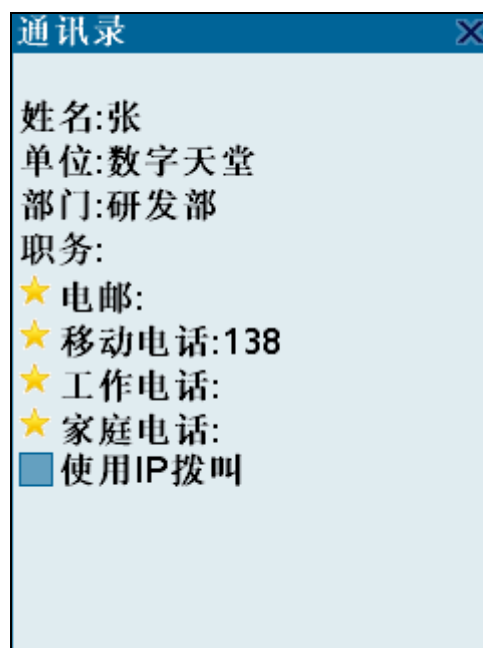 通讯录
姓名:张
单位:数字天堂
部门:研发部
职务:
电邮:
移动电话:138
工作电话:
家庭电话:
使用IP拨叫